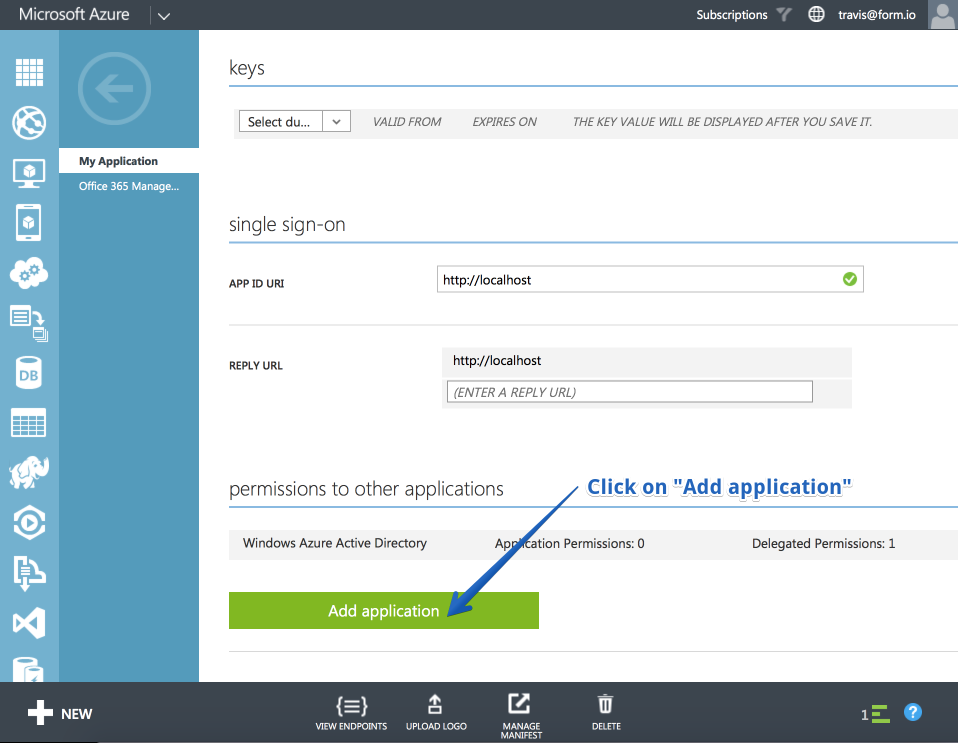 Microsoft Azure
Subscriptions
travis@form.io
My Application
Office 365 Manage...
keys
Select du...
VALID FROM
EXPIRES ON
THE KEY VALUE WILL BE DISPLAYED AFTER YOU SAVE IT.
single sign-on
APP ID URI
http://localhost
REPLY URL
http://localhost
(ENTER A REPLY URL)
permissions to other applications
Click on "Add application"
Windows Azure Active Directory
Application Permissions: 0
Delegated Permissions: 1
Add application
DB
NEW
VIEW ENDPOINTS
UPLOAD LOGO
MANAGE
MANIFEST
DELETE
1
?